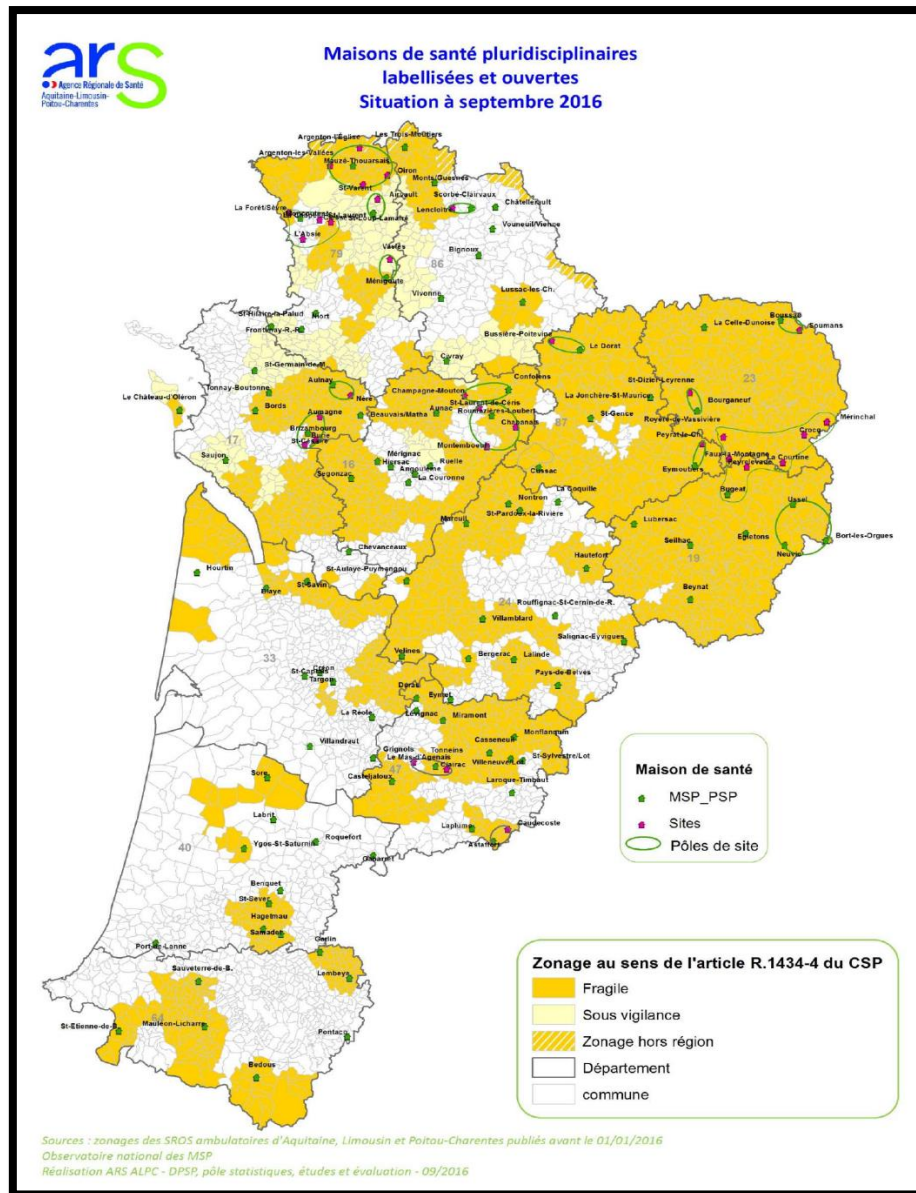 ars
Agence Régionale de Santé
Aquitaine-Limousin-
Poitou-Charentes
Maisons de santé pluridisciplinaires
labellisées et ouvertes
Situation à septembre 2016
Argenton-l'Église
Les Trois-Moutiers
Argenton-les-Vallées
Mauzé-Thouarsais
Oiron
St-Varent
Monts/Guesnes
Airvault
Scorbé-Clairvaux
Lencloître
Châtellerault
La Forêt/Sèvre
St-Loup-Lamairé
L'Absie
Vouneuil/Vienne
79
86
Vasles
Bignoux
Ménigoute
Vivonne
Lussac-les-Ch.
St-Hilaire-la-Palud
Niort
Frontenay-R.-R.
Bussière-Poitevine
Le Dorat
La Celle-Dunoise
Boussac
Soumans
Civray
St-Germain-de-M.
Tonnay-Boutonne
Aulnay
Néré
Champagne-Mouton
Confolens
St-Dizier-Leyrenne
23
Le Château-d'Oléron
Bords
Aumagne
Beauvais/Matha
Aunac
St-Laurent-de-Céris
Roumazières-Loubert
Chabanais
La Jonchère-St-Maurice
St-Gence
Bourganeuf
Royère-de-Vassivière
Mérinchal
Brizambourg
Burie
St-Césaire
87
Peyrat-le-Ch.
Crocq
17
Saujon
Montembœuf
Mérignac
Hiersac
Ruelle
Angoulême
La Couronne
16
Segonzac
Cussac
Eymoutiers
Faux-la-Montagne
Peyrelevade
La Courtine
Bugeat
Ussel
La Coquille
Nontron
St-Pardoux-la-Rivière
Mareuil
Lubersac
Seilhac
Egletons
Bort-les-Orgues
Neuvic
19
Chevanceaux
Hautefort
Hourtin
St-Aulaye-Puymangou
Beynat
Blaye
St-Savin
24
Rouffignac-St-Cernin-de-R.
Villamblard
Salignac-Eyvigues
33
Vélines
Bergerac
Lalinde
Créon
St-Caprais
Targon
Pays-de-Belves
Duras
Eymet
La Réole
Lévignac
Miramont
Monflanquin
Villandraut
Casseneuil
Grignols
Tonneins
Le Mas-d'Agenais
Clairac
Villeneuve/Lot
St-Sylvestre/Lot
47
Casteljaloux
Laroque-Timbaut
Sore
Labrit
Roquefort
Laplume
Caudecoste
Astaffort
40
Ygos-St-Saturnin
Gabarret
Benquet
St-Sever
Hagetmau
Samadet
Port-de-Lanne
Garlin
Sauveterre-de-B.
Lembeye
64
St-Etienne-de-B.
Mauléon-Licharre
Pontacq
Bedous
Maison de santé
MSP_PSP
Sites
Pôles de site
Zonage au sens de l'article R.1434-4 du CSP
Fragile
Sous vigilance
Zonage hors région
Département
commune
Sources : zonages des SROS ambulatoires d'Aquitaine, Limousin et Poitou-Charentes publiés avant le 01/01/2016
Observatoire national des MSP
Réalisation ARS ALPC - DPSP, pôle statistiques, études et évaluation - 09/2016